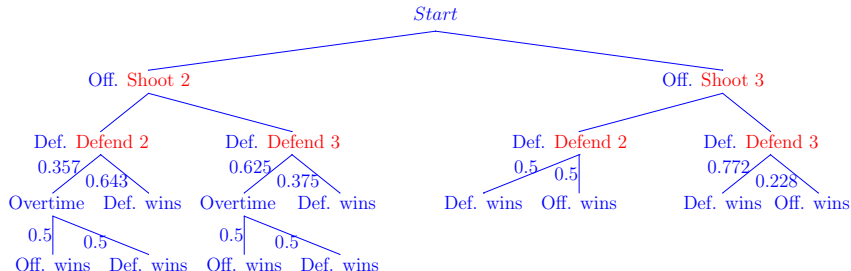 Start
Off. Shoot 2 Off. Shoot 3
Def. Defend 2 Def. Defend 3 Def. Defend 2 Def. Defend 3
0.357 0.643 0.625 0.375 0.5 0.5 0.772 0.228
Overtime Def. wins Overtime Def. wins Def. wins Off. wins Def. wins Off. wins
0.5 0.5 0.5 0.5
Off. wins Def. wins Off. wins Def. wins